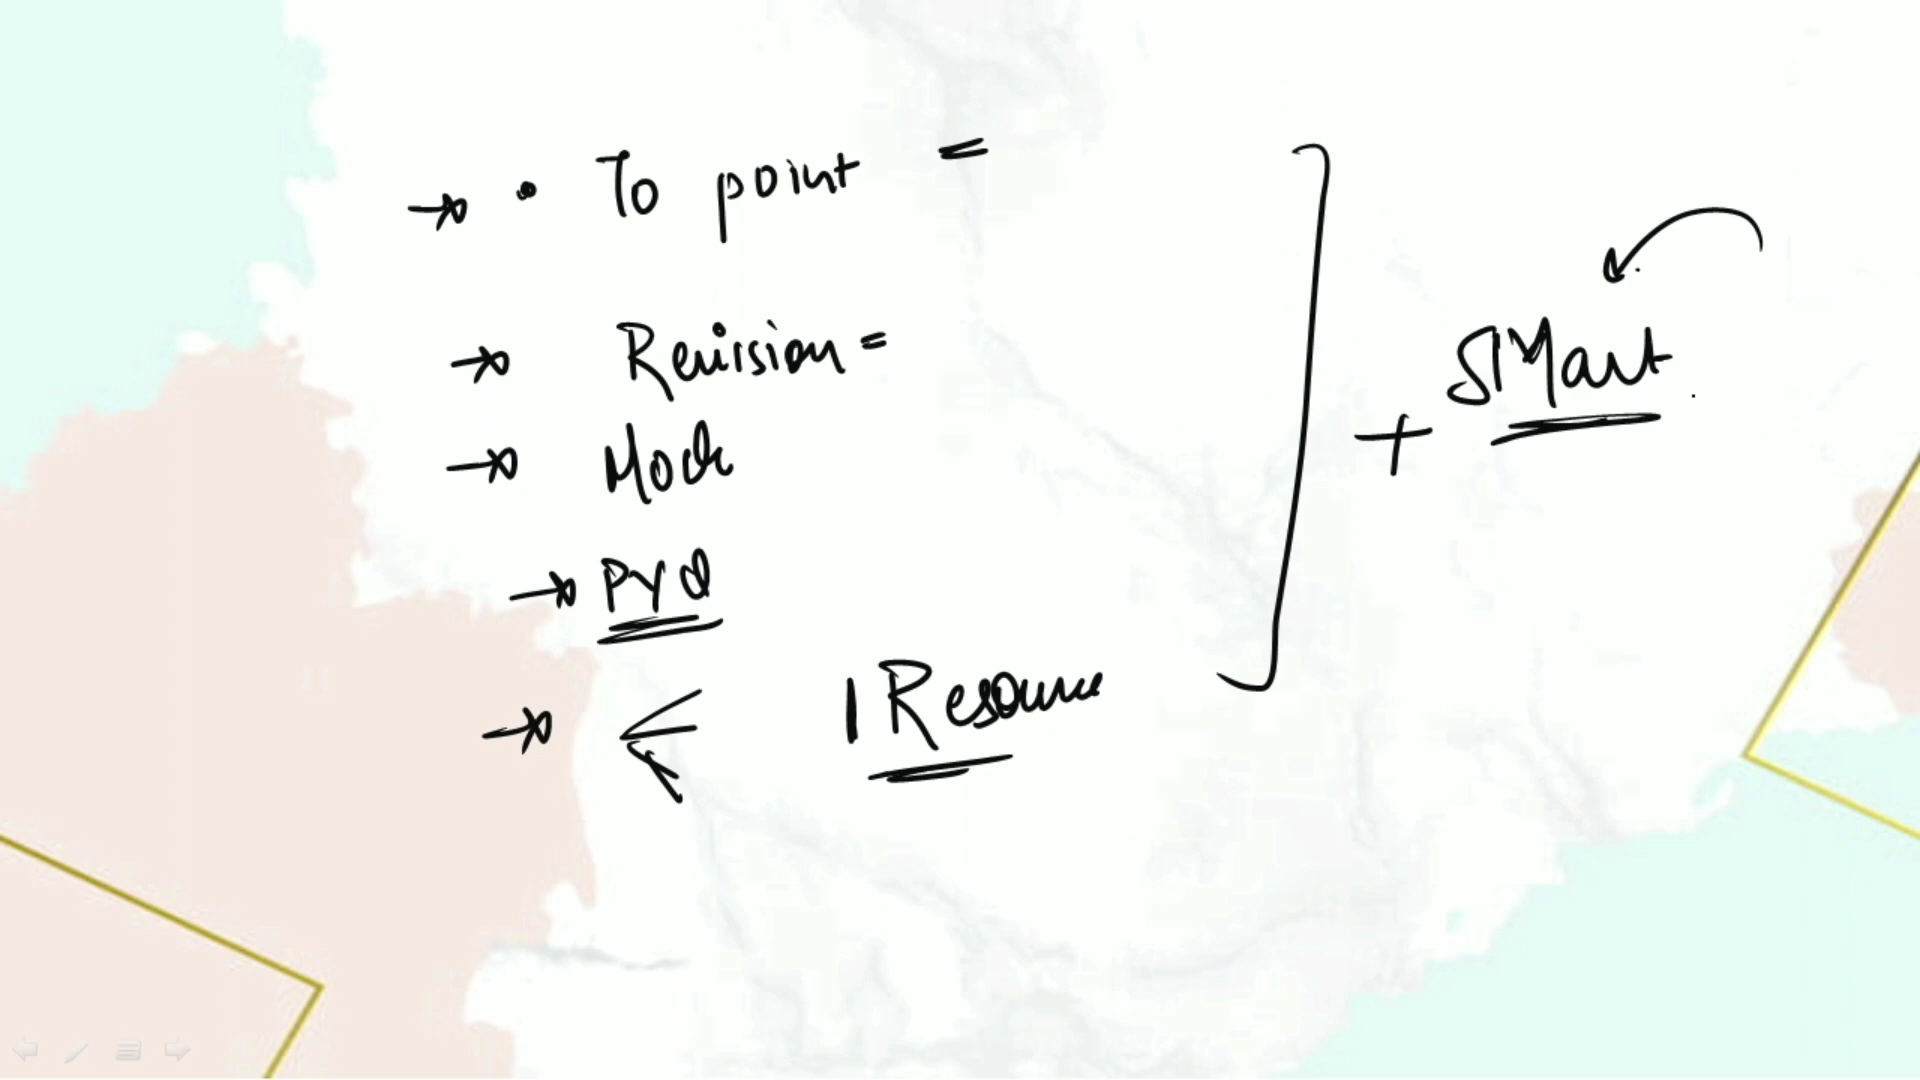 → • To point =
→ Revision =
→ Mock
→ PYQ
→ 1 Resource
+ SMart